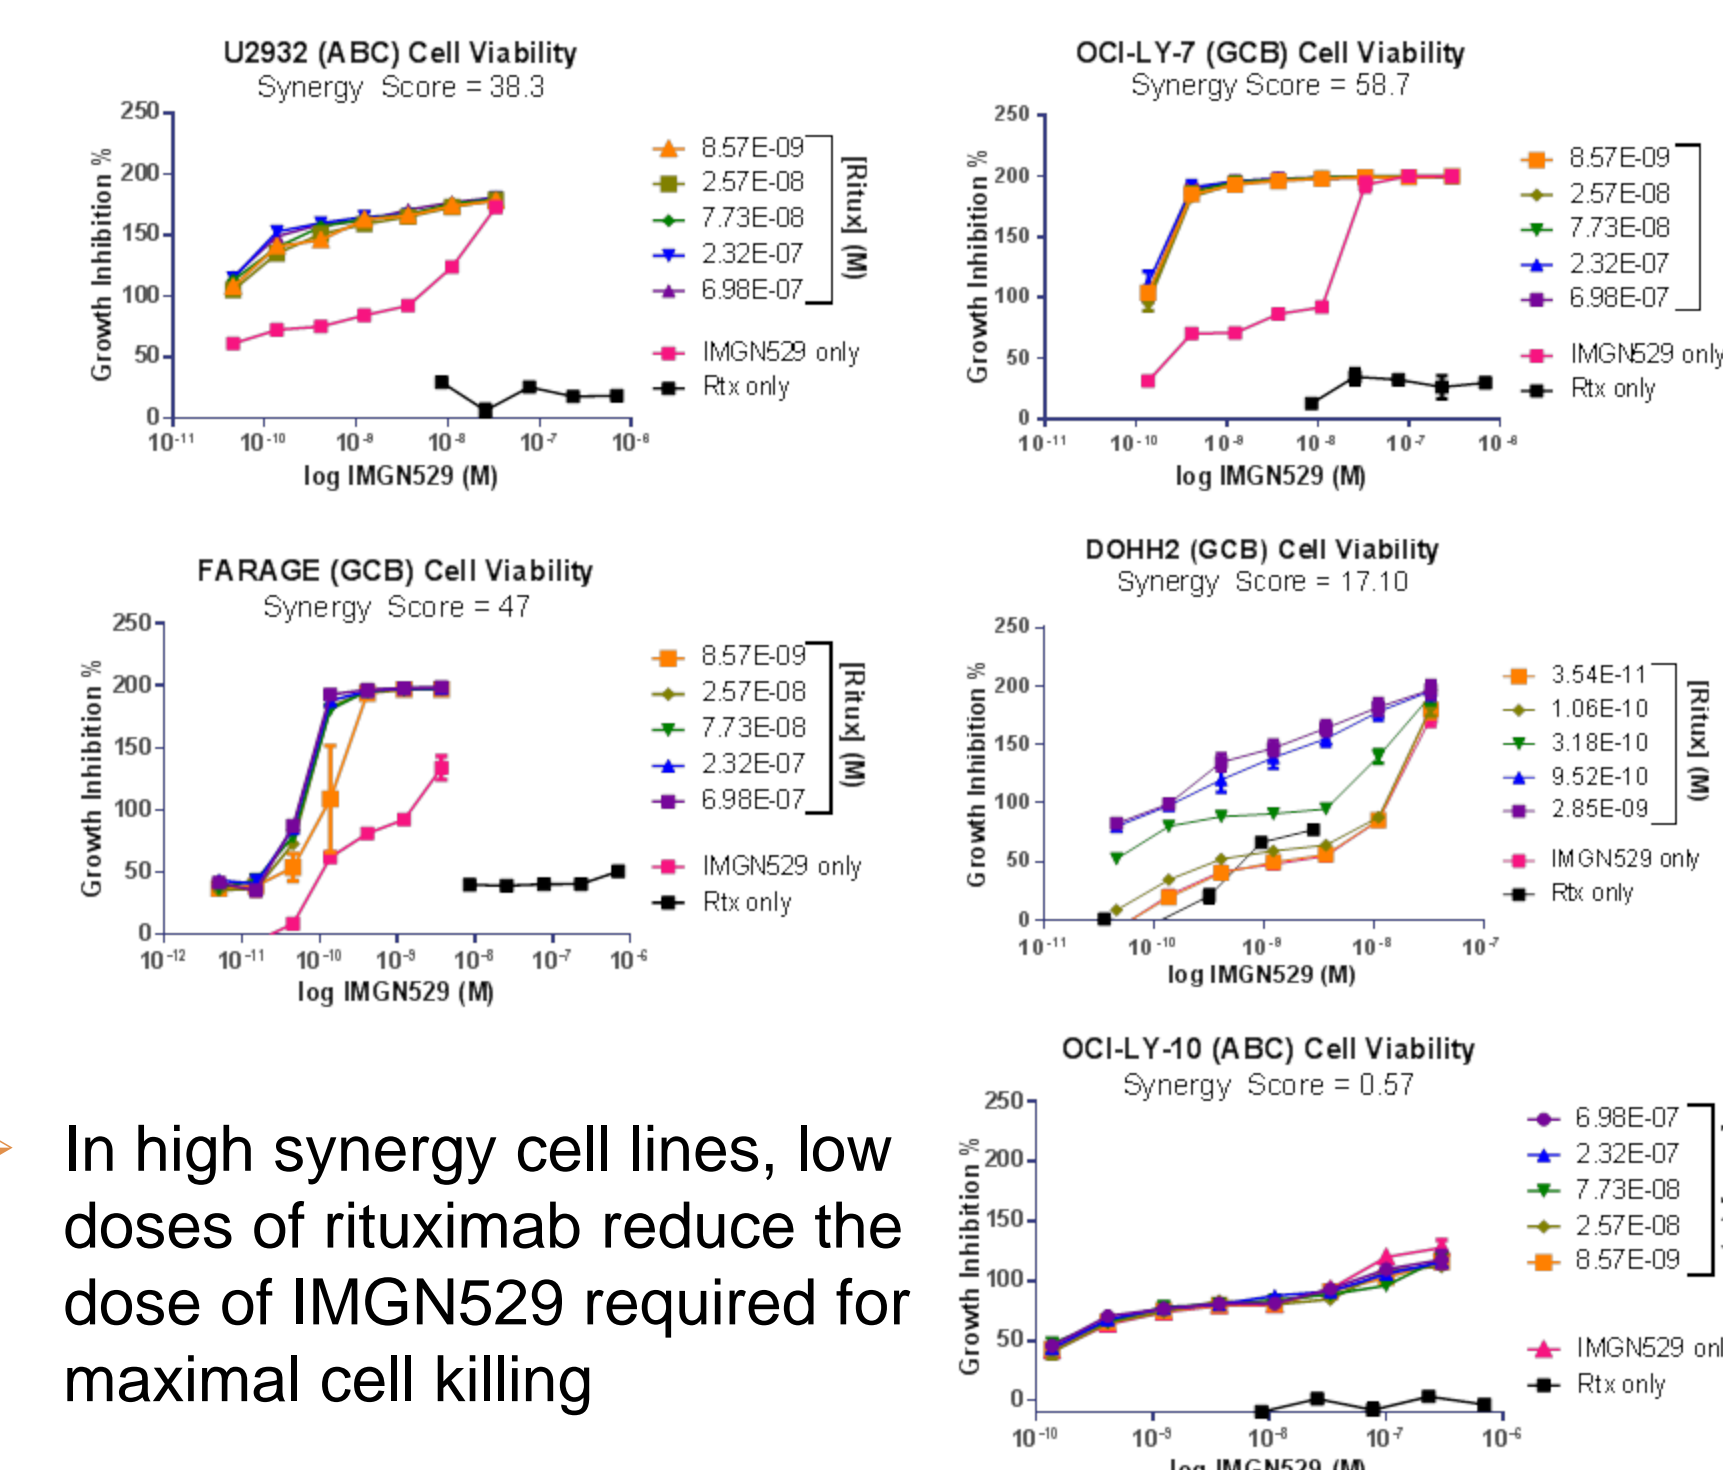 U2932 (ABC) Cell Viability
Synergy Score = 38.3
250
200
150
100
50
0
Growth Inhibition %
10-11 10-10 10-9 10-8 10-7 10-6
log IMGN529 (M)
8.57E-09
2.57E-08
7.73E-08
2.32E-07
6.98E-07
[Ritux] (M)
IMGN529 only
Rtx only
OCI-LY-7 (GCB) Cell Viability
Synergy Score = 58.7
250
200
150
100
50
0
Growth Inhibition %
10-11 10-10 10-9 10-8 10-7 10-6
log IMGN529 (M)
8.57E-09
2.57E-08
7.73E-08
2.32E-07
6.98E-07
IMGN529 only
Rtx only
FARAGE (GCB) Cell Viability
Synergy Score = 47
250
200
150
100
50
0
Growth Inhibition %
10-12 10-11 10-10 10-9 10-8 10-7 10-6
log IMGN529 (M)
8.57E-09
2.57E-08
7.73E-08
2.32E-07
6.98E-07
[Ritux] (M)
IMGN529 only
Rtx only
DOHH2 (GCB) Cell Viability
Synergy Score = 17.10
250
200
150
100
50
0
Growth Inhibition %
10-11 10-10 10-9 10-8 10-7
log IMGN529 (M)
3.54E-11
1.06E-10
3.18E-10
9.52E-10
2.85E-09
[Ritux] (M)
IMGN529 only
Rtx only
OCI-LY-10 (ABC) Cell Viability
Synergy Score = 0.57
250
200
150
100
50
0
Growth Inhibition %
10-10 10-9 10-8 10-7 10-6
log IMGN529 (M)
6.98E-07
2.32E-07
7.73E-08
2.57E-08
8.57E-09
IMGN529 onl
Rtx only
In high synergy cell lines, low
doses of rituximab reduce the
dose of IMGN529 required for
maximal cell killing